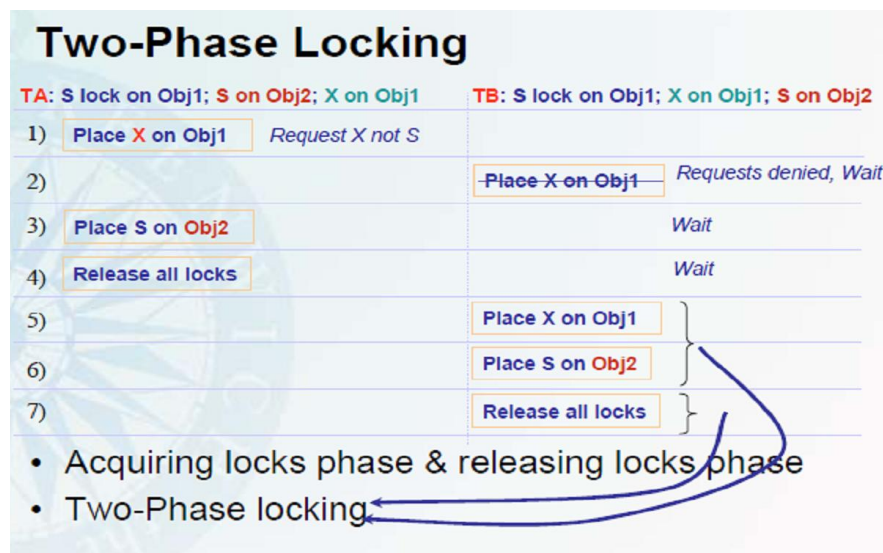 Two-Phase Locking
TA: S lock on Obj1; S on Obj2; X on Obj1 TB: S lock on Obj1; X on Obj1; S on Obj2
1) Place X on Obj1 Request X not S
2) Place X on Obj1 Requests denied, Wait
3) Place S on Obj2 Wait
4) Release all locks Wait
5) Place X on Obj1
6) Place S on Obj2
7) Release all locks
• Acquiring locks phase & releasing locks phase
• Two-Phase locking